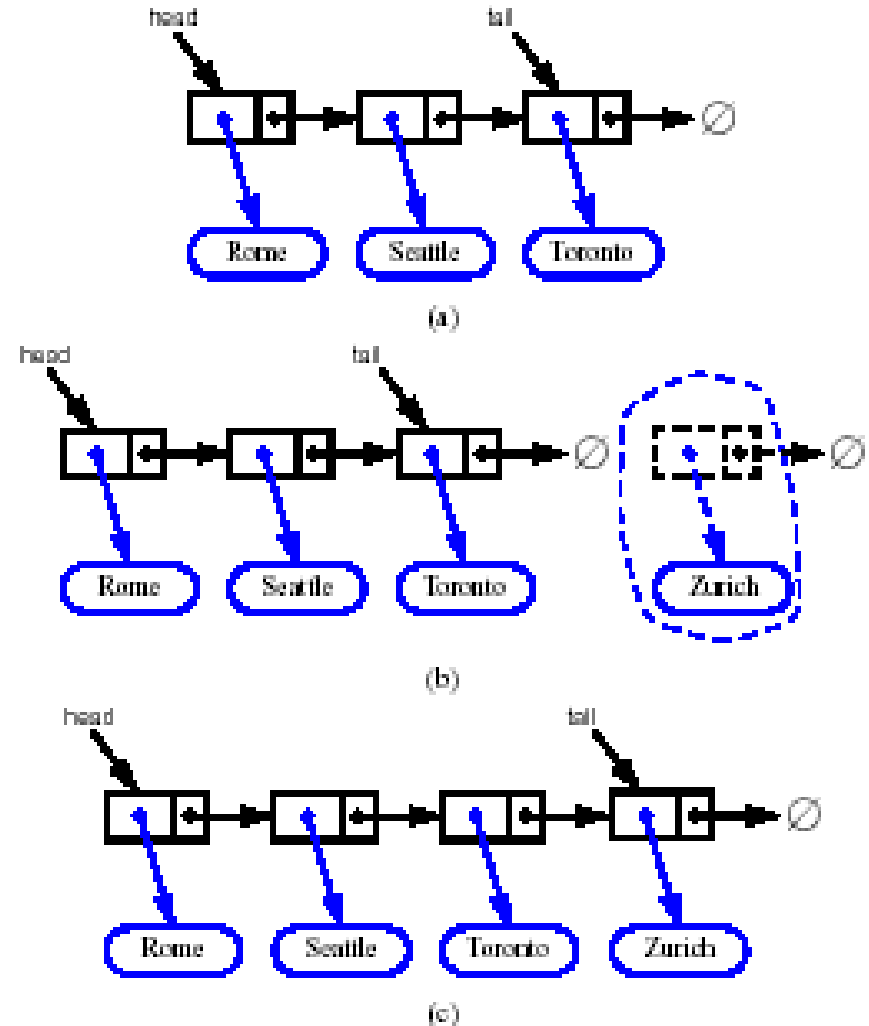 head tail
∅
Rome Seattle Toronto
(a)
head tail
∅ ∅
Rome Seattle Toronto Zurich
(b)
head tail
∅
Rome Seattle Toronto Zurich
(c)